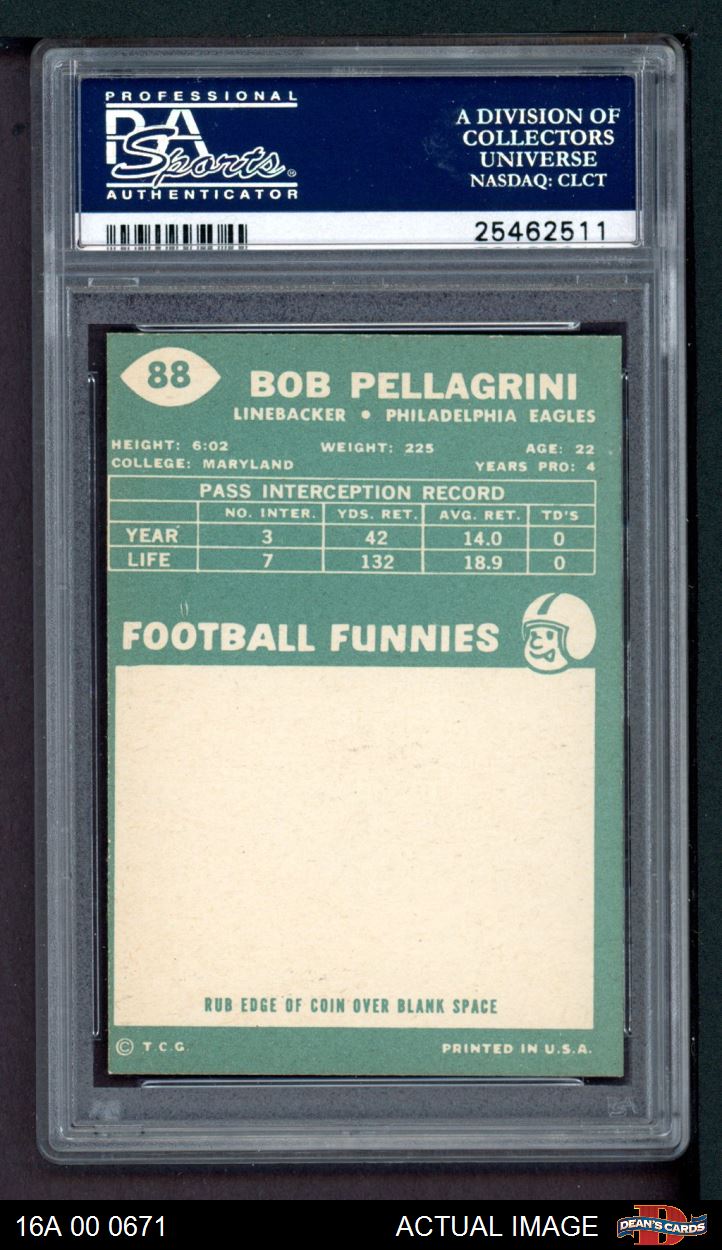 PROFESSIONAL
PSA
Sports®
AUTHENTICATOR
A DIVISION OF
COLLECTORS
UNIVERSE
NASDAQ: CLCT
25462511
88
BOB PELLAGRINI
LINEBACKER • PHILADELPHIA EAGLES
HEIGHT: 6:02 WEIGHT: 225 AGE: 22
COLLEGE: MARYLAND YEARS PRO: 4
PASS INTERCEPTION RECORD
NO. INTER. YDS. RET. AVG. RET. TD'S
YEAR 3 42 14.0 0
LIFE 7 132 18.9 0
FOOTBALL FUNNIES
RUB EDGE OF COIN OVER BLANK SPACE
© T.C.G. PRINTED IN U.S.A.
PSA
16A 00 0671 ACTUAL IMAGE DEAN'S CARDS